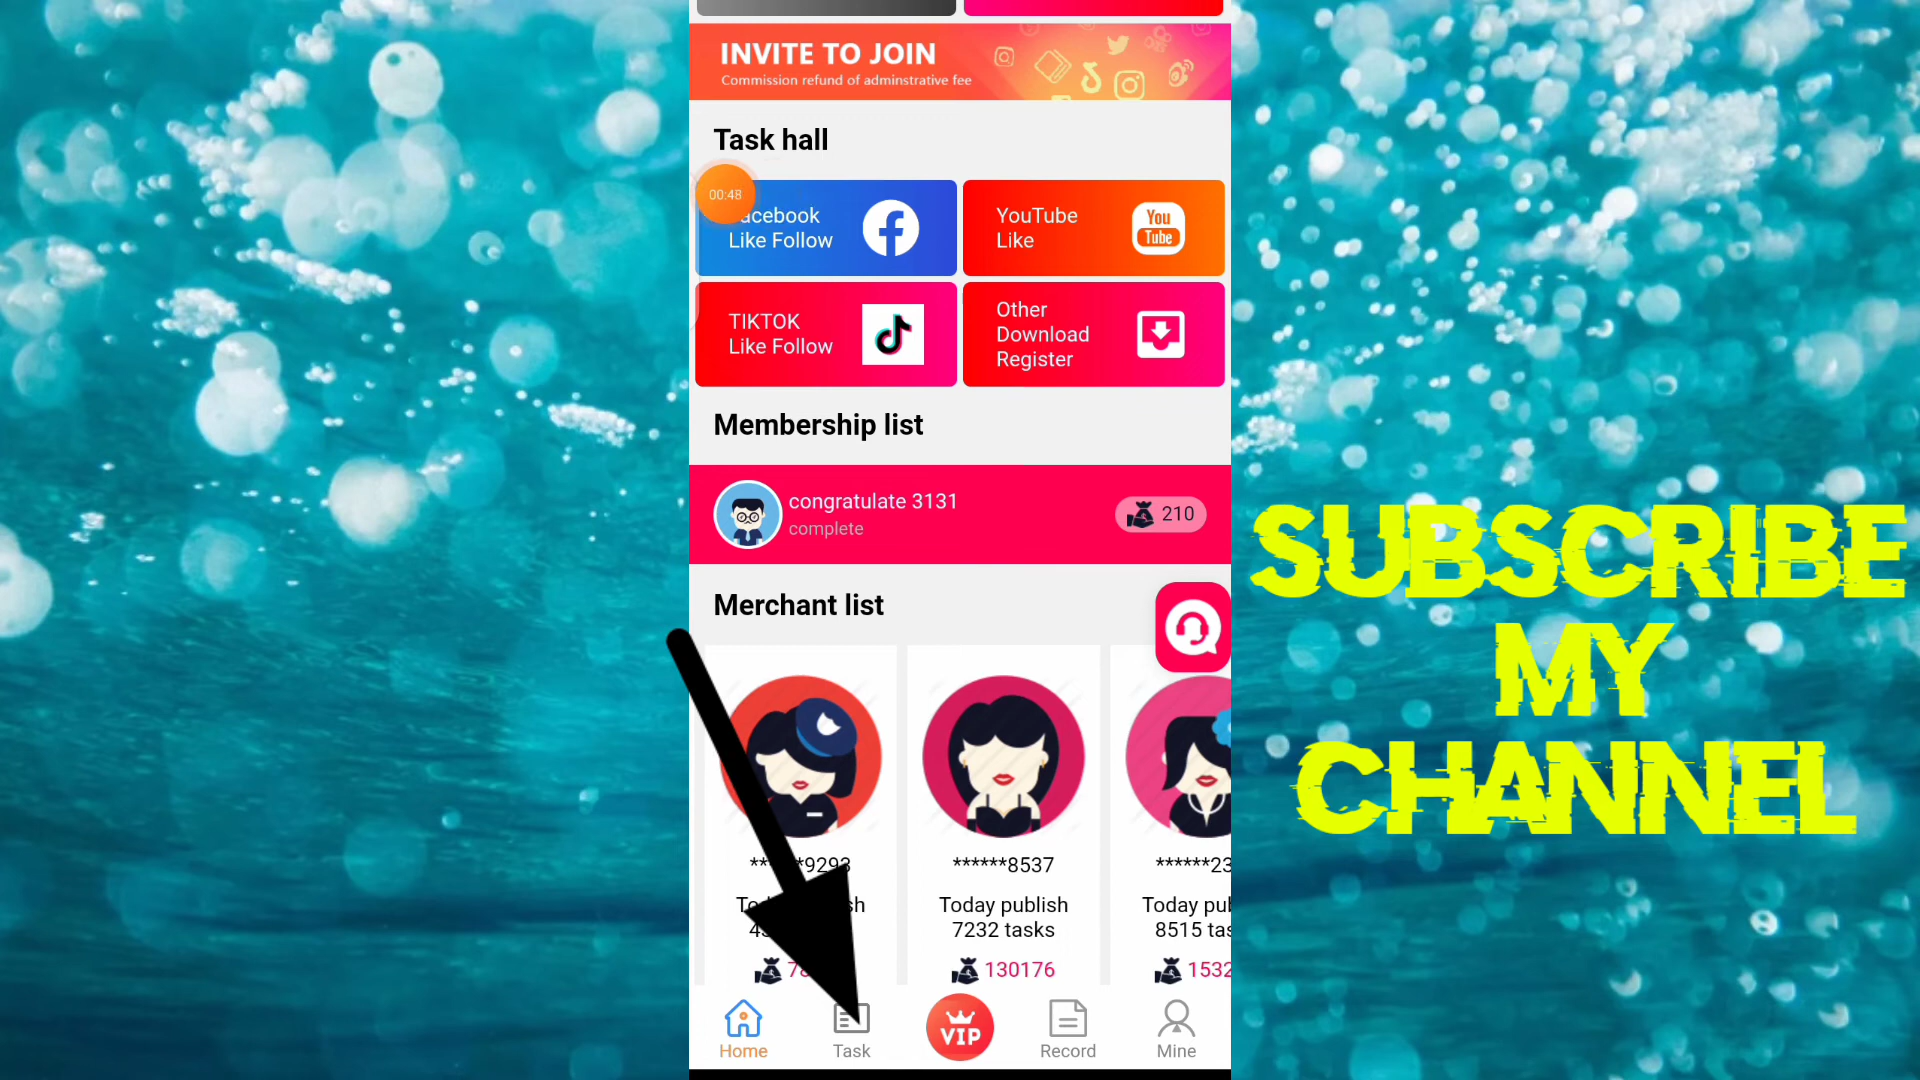 INVITE TO JOIN
Commission refund of adminstrative fee
Task hall
00:48
acebook
Like Follow
YouTube
Like
You
Tube
TIKTOK
Like Follow
Other
Download
Register
Membership list
congratulate 3131
complete
210
Merchant list
******9293
******8537
******23
Today publish
7232 tasks
Today pub
8515 tas
130176
1532
Home
Task
VIP
Record
Mine
SUBSCRIBE
MY
CHANNEL